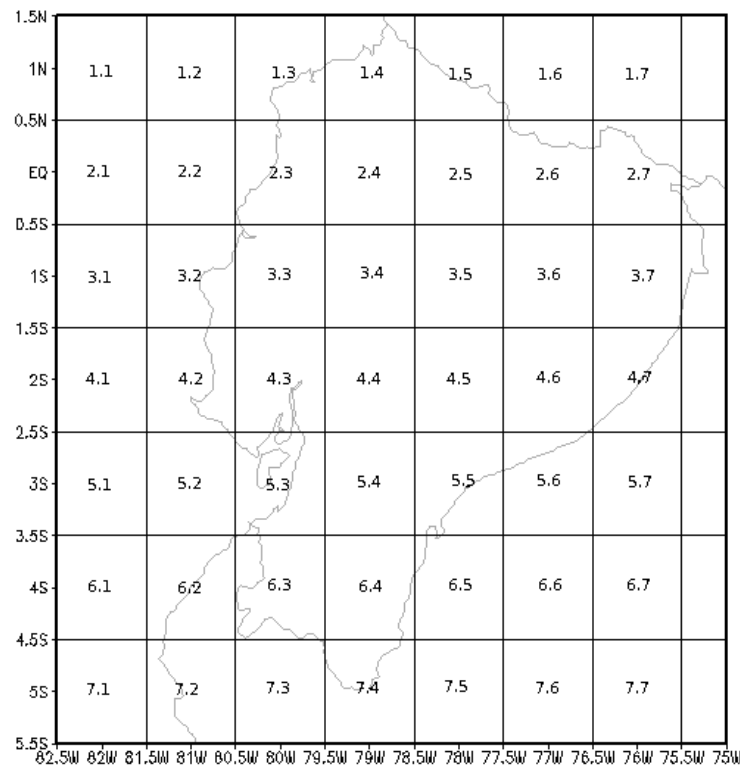 1.5N
1N 1.1 1.2 1.3 1.4 1.5 1.6 1.7
0.5N
EQ 2.1 2.2 2.3 2.4 2.5 2.6 2.7
0.5S
1S 3.1 3.2 3.3 3.4 3.5 3.6 3.7
1.5S
2S 4.1 4.2 4.3 4.4 4.5 4.6 4.7
2.5S
3S 5.1 5.2 5.3 5.4 5.5 5.6 5.7
3.5S
4S 6.1 6.2 6.3 6.4 6.5 6.6 6.7
4.5S
5S 7.1 7.2 7.3 7.4 7.5 7.6 7.7
5.5S
82.5W 82W 81.5W 81W 80.5W 80W 79.5W 79W 78.5W 78W 77.5W 77W 76.5W 76W 75.5W 75W